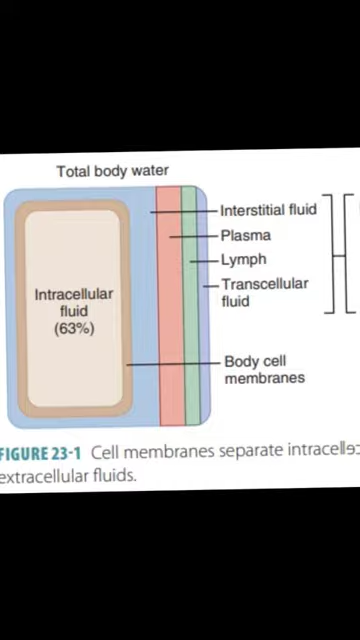 Total body water
Interstitial fluid
Plasma
Lymph
Transcellular
fluid
Intracellular
fluid
(63%)
Body cell
membranes
FIGURE 23-1 Cell membranes separate
extracellular fluids.